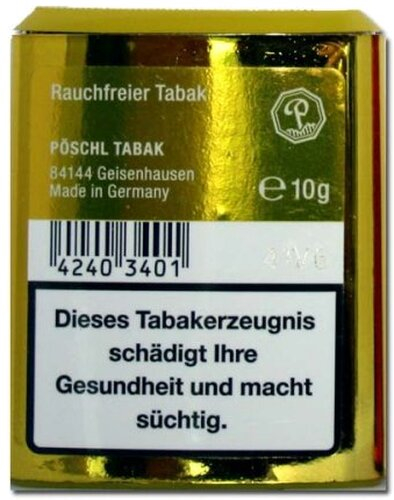 Rauchfreier Tabak
P
PÖSCHL TABAK
84144 Geisenhausen
Made in Germany
℮ 10g
4240 3401
Dieses Tabakerzeugnis
schädigt Ihre
Gesundheit und macht
süchtig.